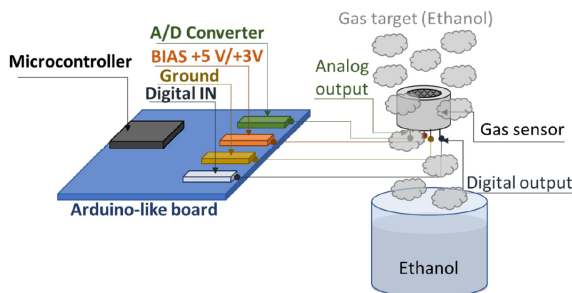 A/D Converter
BIAS +5 V/+3V
Microcontroller
Ground
Digital IN
Gas target (Ethanol)
Analog
output
Gas sensor
Digital output
Arduino-like board
Ethanol